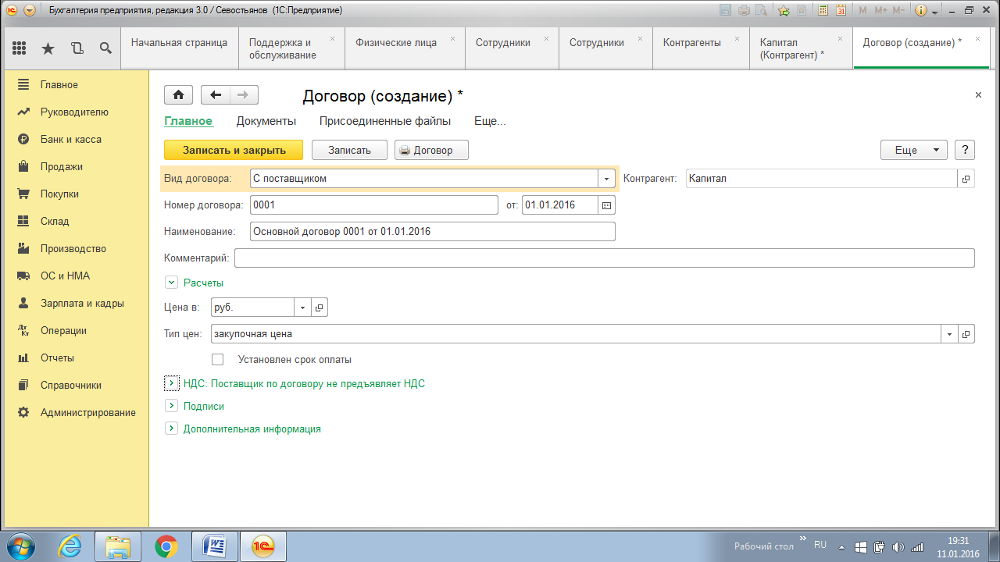 Бухгалтерия предприятия, редакция 3.0 / Севостьянов (1С:Предприятие)
M M+ M-
Начальная страница
Поддержка и обслуживание
Физические лица
Сотрудники
Сотрудники
Контрагенты
Капитал (Контрагент) *
Договор (создание) *
Главное
Руководителю
Банк и касса
Продажи
Покупки
Склад
Производство
ОС и НМА
Зарплата и кадры
Операции
Отчеты
Справочники
Администрирование
Договор (создание) *
Главное Документы Присоединенные файлы Еще...
Записать и закрыть Записать Договор Еще ?
Вид договора: С поставщиком Контрагент: Капитал
Номер договора: 0001 от: 01.01.2016
Наименование: Основной договор 0001 от 01.01.2016
Комментарий:
Расчеты
Цена в: руб.
Тип цен: закупочная цена
Установлен срок оплаты
НДС: Поставщик по договору не предъявляет НДС
Подписи
Дополнительная информация
Рабочий стол » RU 19:31
11.01.2016